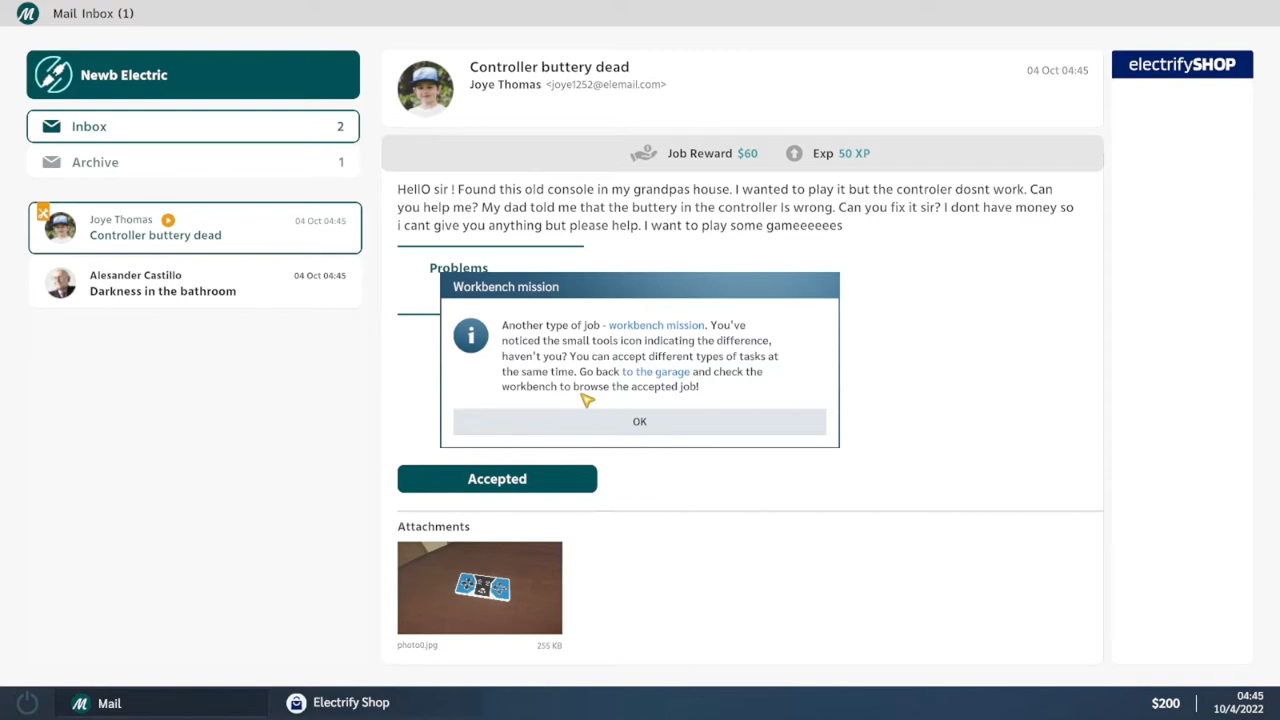 Mail Inbox (1)
Newb Electric
Inbox 2
Archive 1
Joye Thomas 04 Oct 04:45
Controller buttery dead
Alesander Castillo 04 Oct 04:45
Darkness in the bathroom
Controller buttery dead
Joye Thomas <joye1252@elemail.com>
04 Oct 04:45
Job Reward $60 Exp 50 XP
HellO sir ! Found this old console in my grandpas house. I wanted to play it but the controler dosnt work. Can
you help me? My dad told me that the buttery in the controller Is wrong. Can you fix it sir? I dont have money so
i cant give you anything but please help. I want to play some gameeeeees
Problems
Workbench mission
Another type of job - workbench mission. You've
noticed the small tools icon indicating the difference,
haven't you? You can accept different types of tasks at
the same time. Go back to the garage and check the
workbench to browse the accepted job!
OK
Accepted
Attachments
photo0.jpg 255 KB
electrifySHOP
Mail
Electrify Shop
$200
04:45
10/4/2022